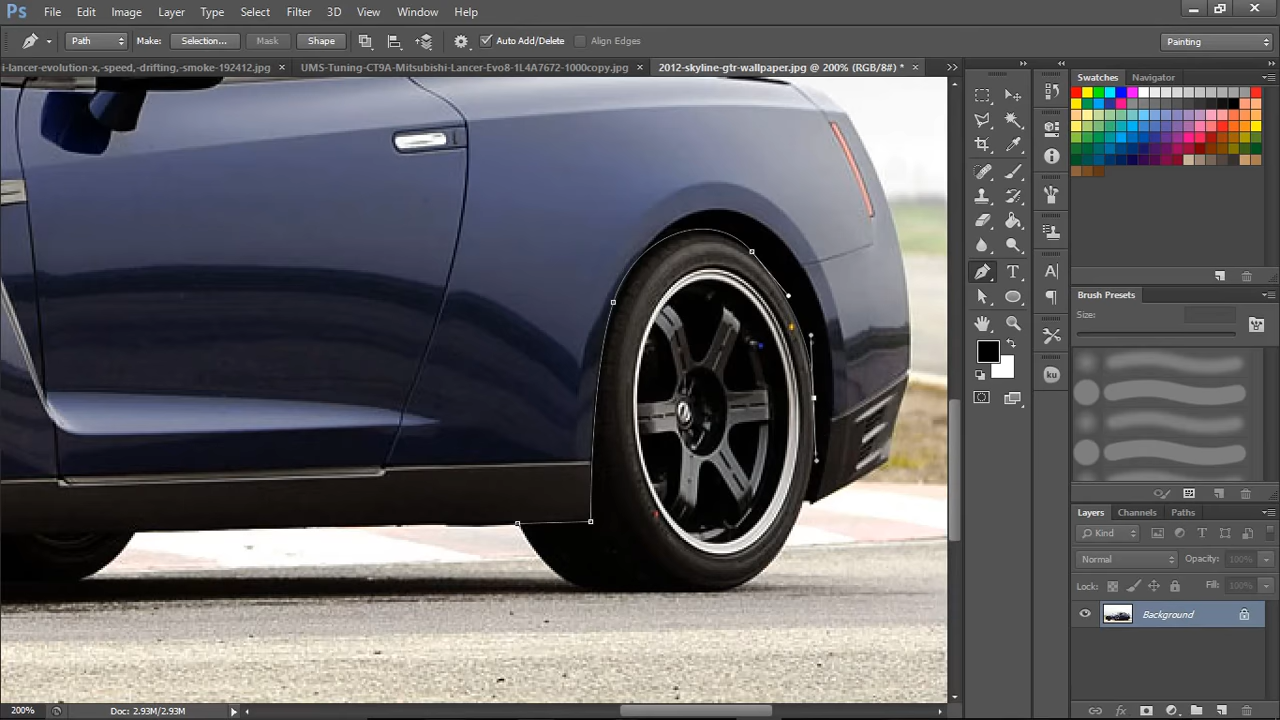 Ps File Edit Image Layer Type Select Filter 3D View Window Help
Path Make: Selection... Mask Shape Auto Add/Delete Align Edges Painting
i-lancer-evolution-x,-speed,-drifting,-smoke-192412.jpg × UMS-Tuning-CT9A-Mitsubishi-Lancer-Evo8-1L4A7672-1000copy.jpg × 2012-skyline-gtr-wallpaper.jpg @ 200% (RGB/8#) * ×
Swatches Navigator
Brush Presets
Size:
ku
Layers Channels Paths
Kind
Normal Opacity: 100%
Lock: Fill: 100%
Background
200% Doc: 2.93M/2.93M